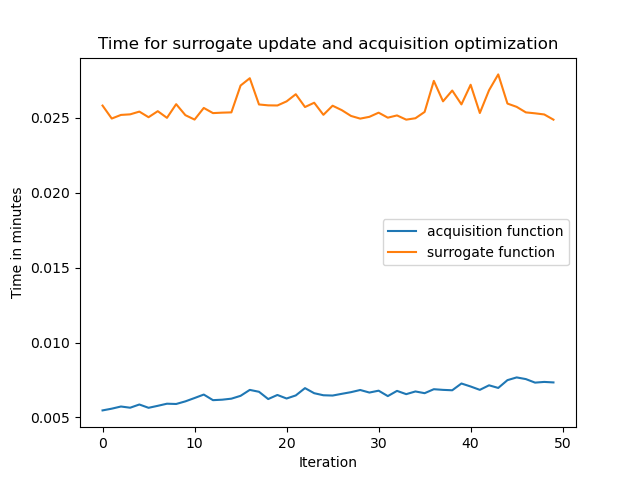 Time for surrogate update and acquisition optimization
0.025
0.020
0.015
0.010
0.005
Time in minutes
acquisition function
surrogate function
0
10
20
30
40
50
Iteration